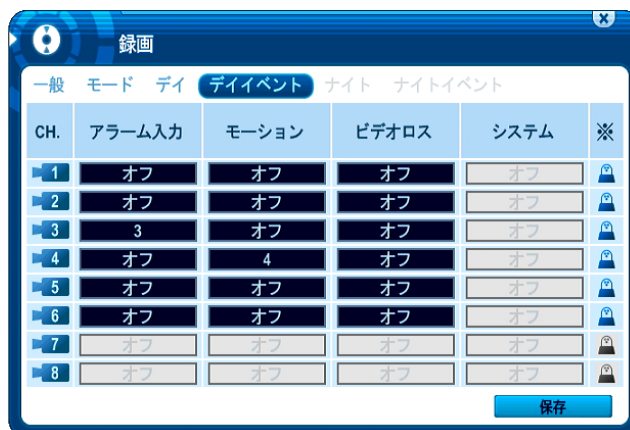 録画
一般 モード デイ デイイベント ナイト ナイトイベント
CH. アラーム入力 モーション ビデオロス システム ※
1 オフ オフ オフ オフ
2 オフ オフ オフ オフ
3 3 オフ オフ オフ
4 オフ 4 オフ オフ
5 オフ オフ オフ オフ
6 オフ オフ オフ オフ
7 オフ オフ オフ オフ
8 オフ オフ オフ オフ
保存